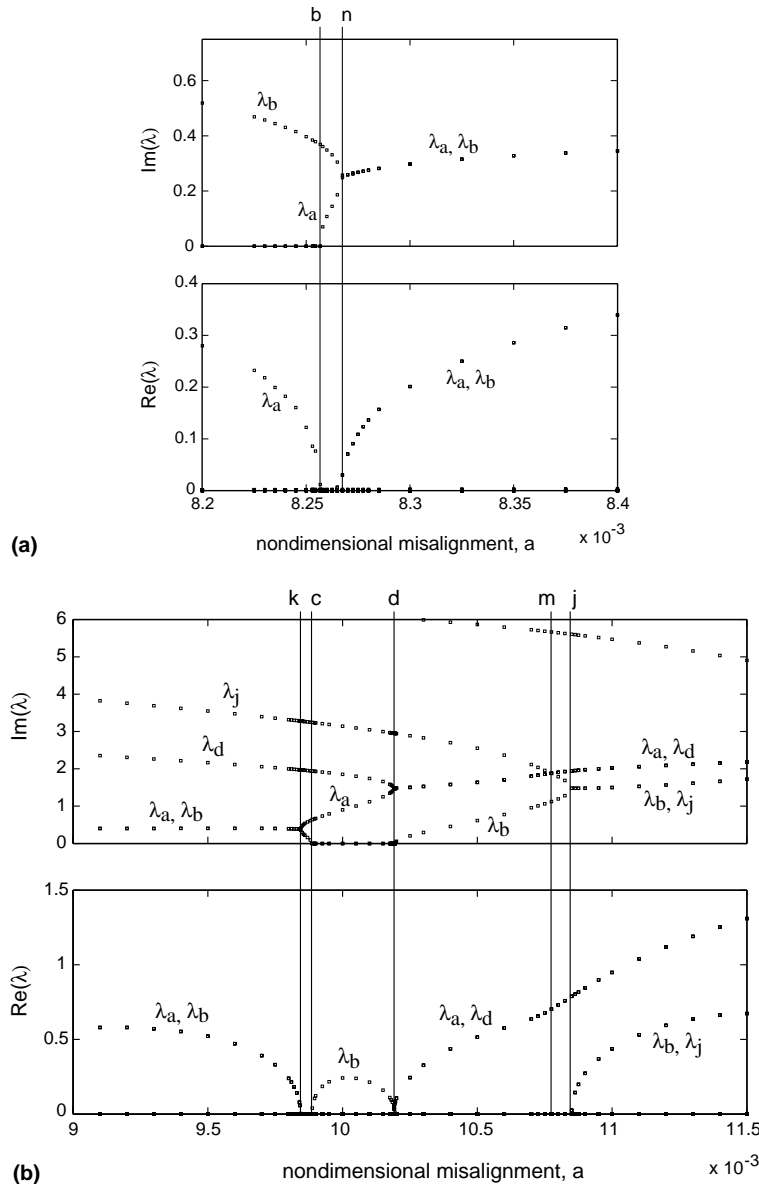 b n
0.6
0.4
0.2
0
Im(λ)
λb
λa
λa, λb
0.4
0.3
0.2
0.1
0
Re(λ)
λa
λa, λb
8.2 8.25 8.3 8.35 8.4
x 10-3
nondimensional misalignment, a
(a)
k c d m j
6
5
4
3
2
1
0
Im(λ)
λj
λd
λa, λb
λa
λb
λa, λd
λb, λj
1.5
1
0.5
0
Re(λ)
λa, λb
λb
λa, λd
λb, λj
9 9.5 10 10.5 11 11.5
x 10-3
nondimensional misalignment, a
(b)